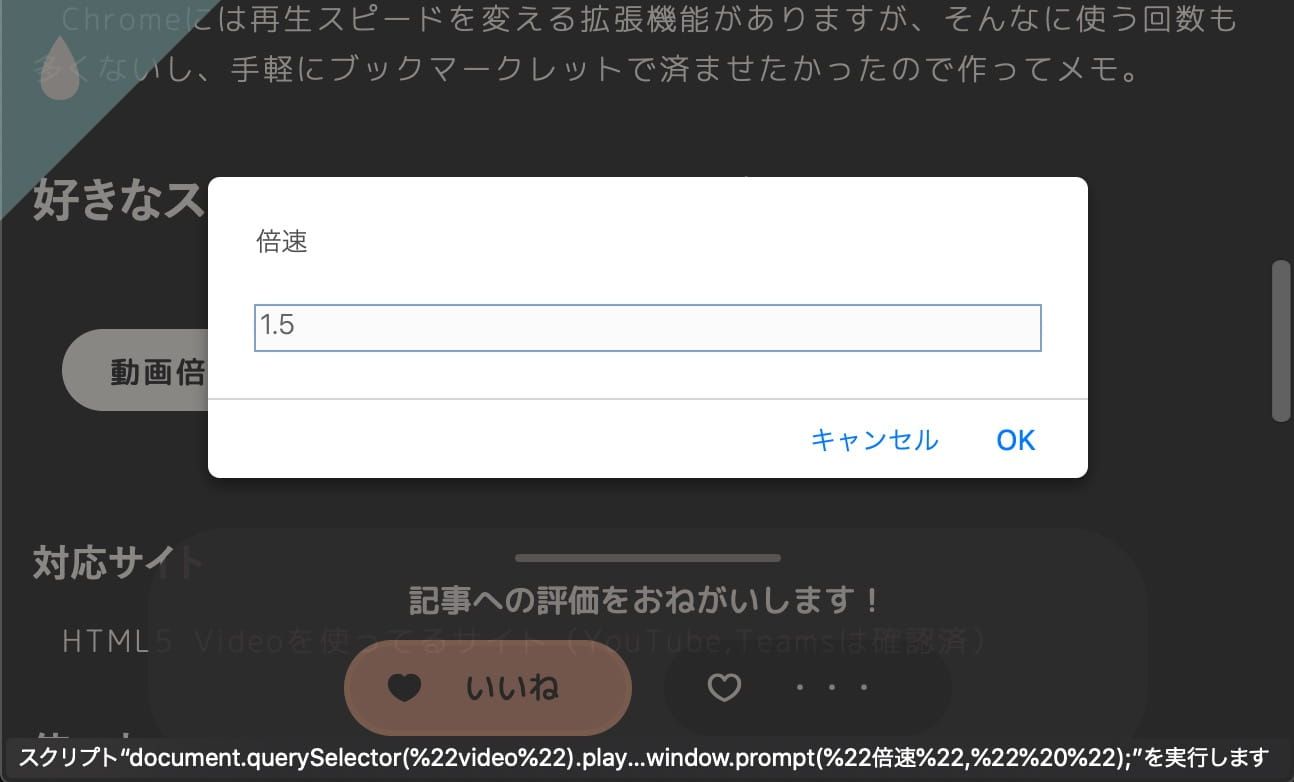 Chromeには再生スピードを変える拡張機能がありますが、そんなに使う回数も
多くないし、手軽にブックマークレットで済ませたかったので作ってメモ。
好きなス
倍速
1.5
動画倍
キャンセル OK
対応サイト
記事への評価をおねがいします！
HTML5 Videoを使ってるサイト（YouTube,Teamsは確認済）
いいね ・・・
スクリプト“document.querySelector(%22video%22).play...window.prompt(%22倍速%22,%22%20%22);”を実行します